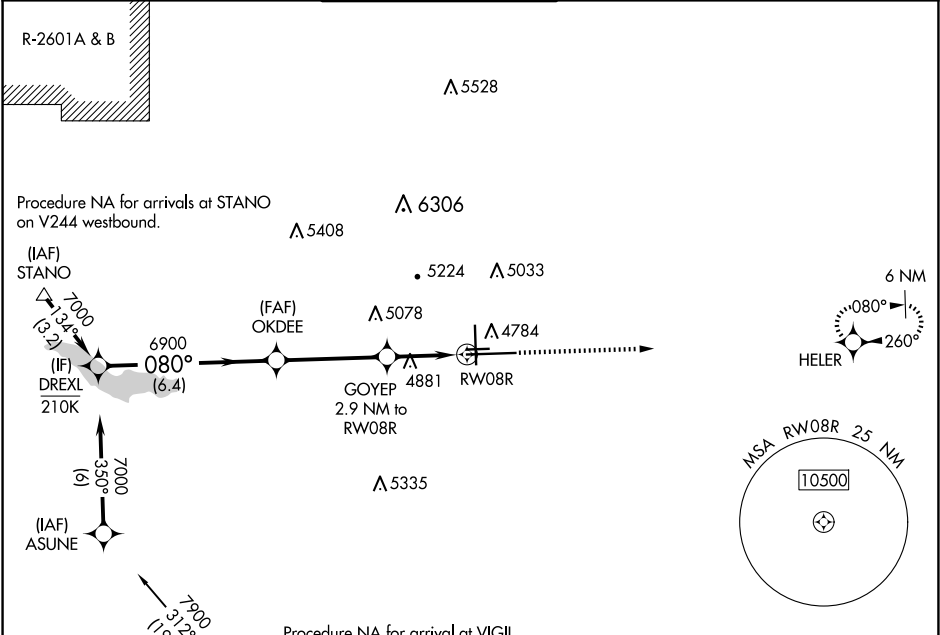 R-2601A & B
5528
Procedure NA for arrivals at STANO
on V244 westbound.
6306
5408
(IAF)
STANO
5224
5033
6 NM
7000
134°
(3.2)
(FAF)
OKDEE
5078
080°
4784
260°
HELER
6900
080°
(6.4)
(IF)
DREXL
210K
4881
RW08R
GOYEP
2.9 NM to
RW08R
MSA RW08R 25 NM
10500
7000
350°
(6)
5335
(IAF)
ASUNE
7900
312°
Procedure NA for arrival at VIGIL